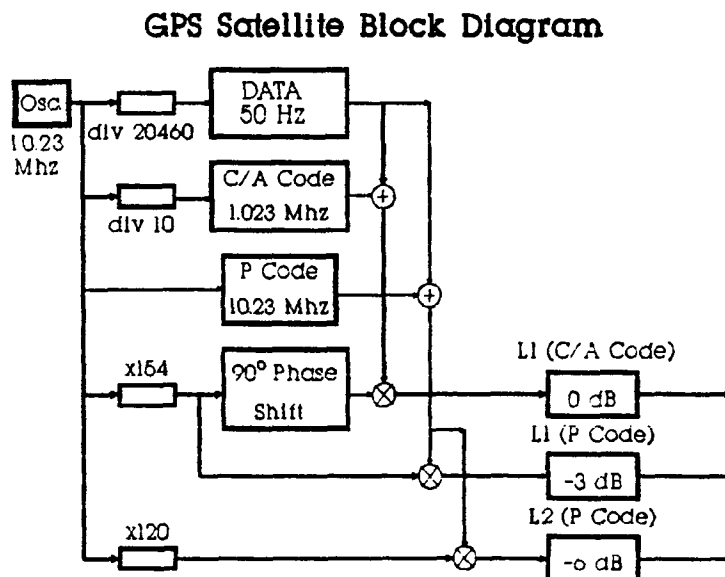 GPS Satellite Block Diagram
Osc.
10.23
Mhz
div 20460
DATA
50 Hz
C/A Code
1.023 Mhz
div 10
P Code
10.23 Mhz
x154
90° Phase
Shift
L1 (C/A Code)
0 dB
L1 (P Code)
-3 dB
x120
L2 (P Code)
dB